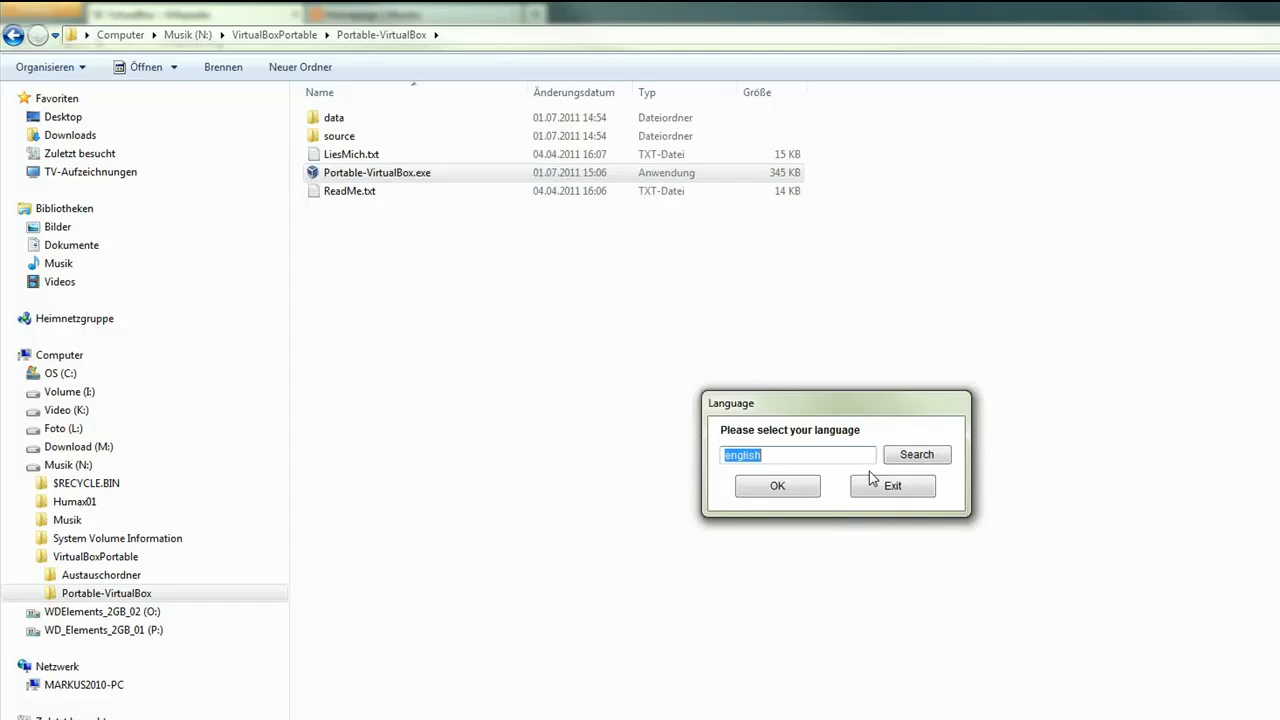 Computer Musik (N:) VirtualBoxPortable Portable-VirtualBox
Organisieren Öffnen Brennen Neuer Ordner
Name Änderungsdatum Typ Größe
data 01.07.2011 14:54 Dateiordner
source 01.07.2011 14:54 Dateiordner
LiesMich.txt 04.04.2011 16:07 TXT-Datei 15 KB
Portable-VirtualBox.exe 01.07.2011 15:06 Anwendung 345 KB
ReadMe.txt 04.04.2011 16:06 TXT-Datei 14 KB
Favoriten
Desktop
Downloads
Zuletzt besucht
TV-Aufzeichnungen
Bibliotheken
Bilder
Dokumente
Musik
Videos
Heimnetzgruppe
Computer
OS (C:)
Volume (I:)
Video (K:)
Foto (L:)
Download (M:)
Musik (N:)
$RECYCLE.BIN
Humax01
Musik
System Volume Information
VirtualBoxPortable
Austauschordner
Portable-VirtualBox
WDElements_2GB_02 (O:)
WD_Elements_2GB_01 (P:)
Netzwerk
MARKUS2010-PC
Language
Please select your language
english Search
OK Exit